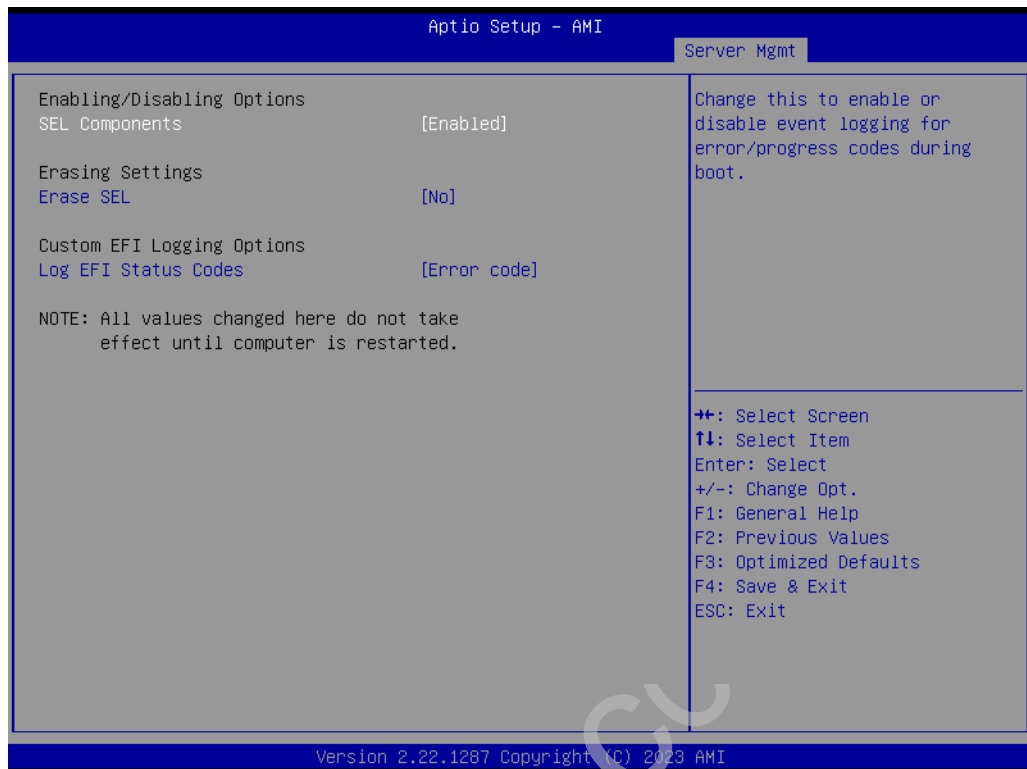 Aptio Setup – AMI
Server Mgmt
Enabling/Disabling Options
SEL Components [Enabled]
Erasing Settings
Erase SEL [No]
Custom EFI Logging Options
Log EFI Status Codes [Error code]
NOTE: All values changed here do not take
effect until computer is restarted.
Change this to enable or
disable event logging for
error/progress codes during
boot.
→←: Select Screen
↑↓: Select Item
Enter: Select
+/-: Change Opt.
F1: General Help
F2: Previous Values
F3: Optimized Defaults
F4: Save & Exit
ESC: Exit
Version 2.22.1287 Copyright (C) 2023 AMI